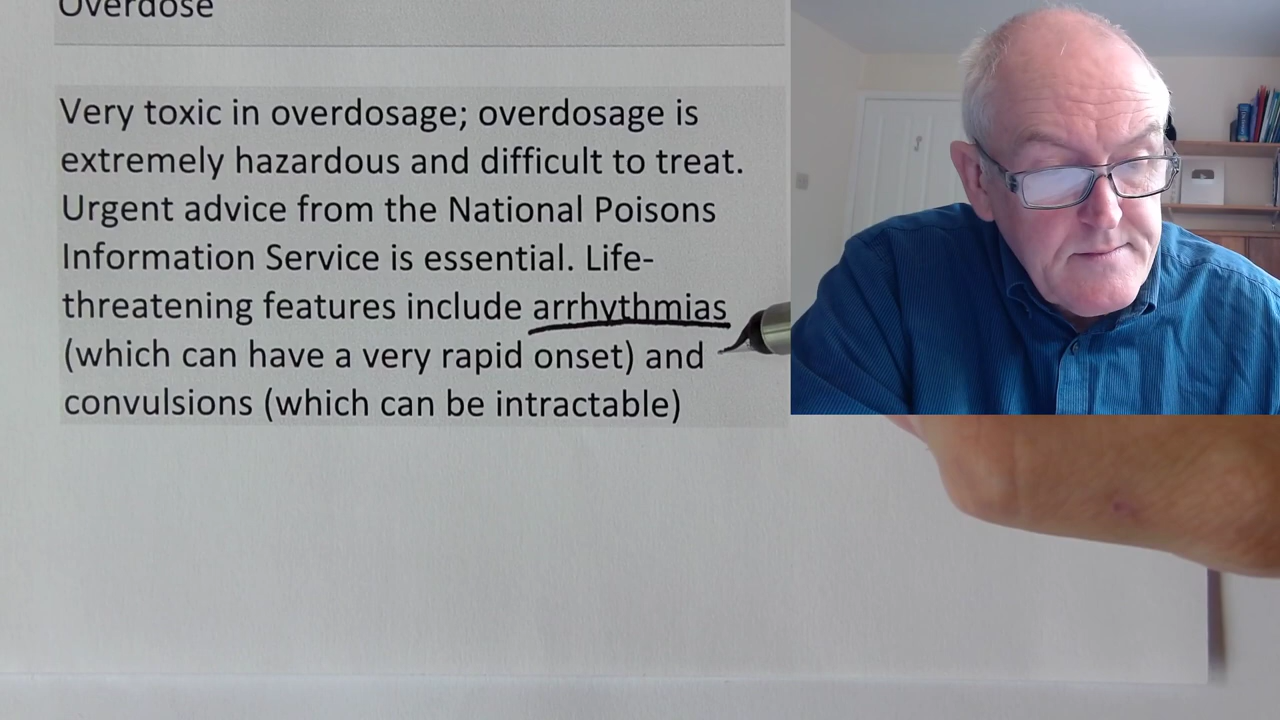 Overdose
Very toxic in overdosage; overdosage is
extremely hazardous and difficult to treat.
Urgent advice from the National Poisons
Information Service is essential. Life-
threatening features include arrhythmias
(which can have a very rapid onset) and
convulsions (which can be intractable)